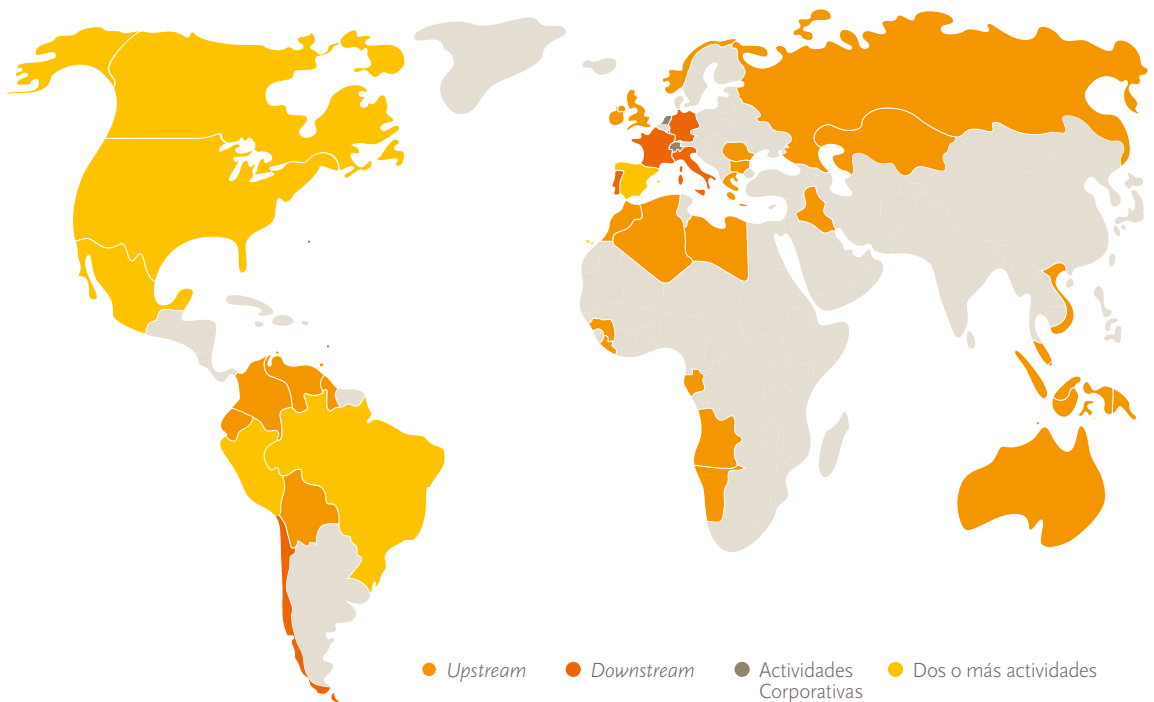 Upstream
Downstream
Actividades
Corporativas
Dos o más actividades